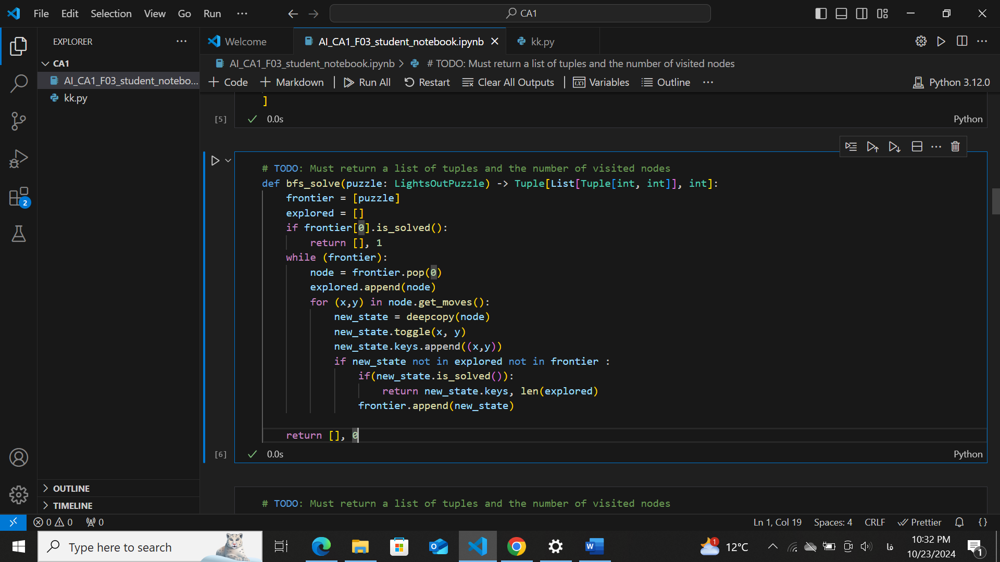 File Edit Selection View Go Run ··· CA1
EXPLORER ···
Welcome AI_CA1_F03_student_notebook.ipynb kk.py ···
CA1
AI_CA1_F03_student_notebo...
kk.py
AI_CA1_F03_student_notebook.ipynb > # TODO: Must return a list of tuples and the number of visited nodes
+ Code + Markdown Run All Restart Clear All Outputs Variables Outline ··· Python 3.12.0
]
[5] 0.0s Python
# TODO: Must return a list of tuples and the number of visited nodes
def bfs_solve(puzzle: LightsOutPuzzle) -> Tuple[List[Tuple[int, int]], int]:
frontier = [puzzle]
explored = []
if frontier[0].is_solved():
return [], 1
while (frontier):
node = frontier.pop(0)
explored.append(node)
for (x,y) in node.get_moves():
new_state = deepcopy(node)
new_state.toggle(x, y)
new_state.keys.append((x,y))
if new_state not in explored not in frontier :
if(new_state.is_solved()):
return new_state.keys, len(explored)
frontier.append(new_state)
return [], 0
[6] 0.0s Python
# TODO: Must return a list of tuples and the number of visited nodes
2
OUTLINE
TIMELINE
0 0 0 Ln 1, Col 19 Spaces: 4 CRLF Prettier {}
Type here to search
1 12°C فا
10:32 PM
10/23/2024
1